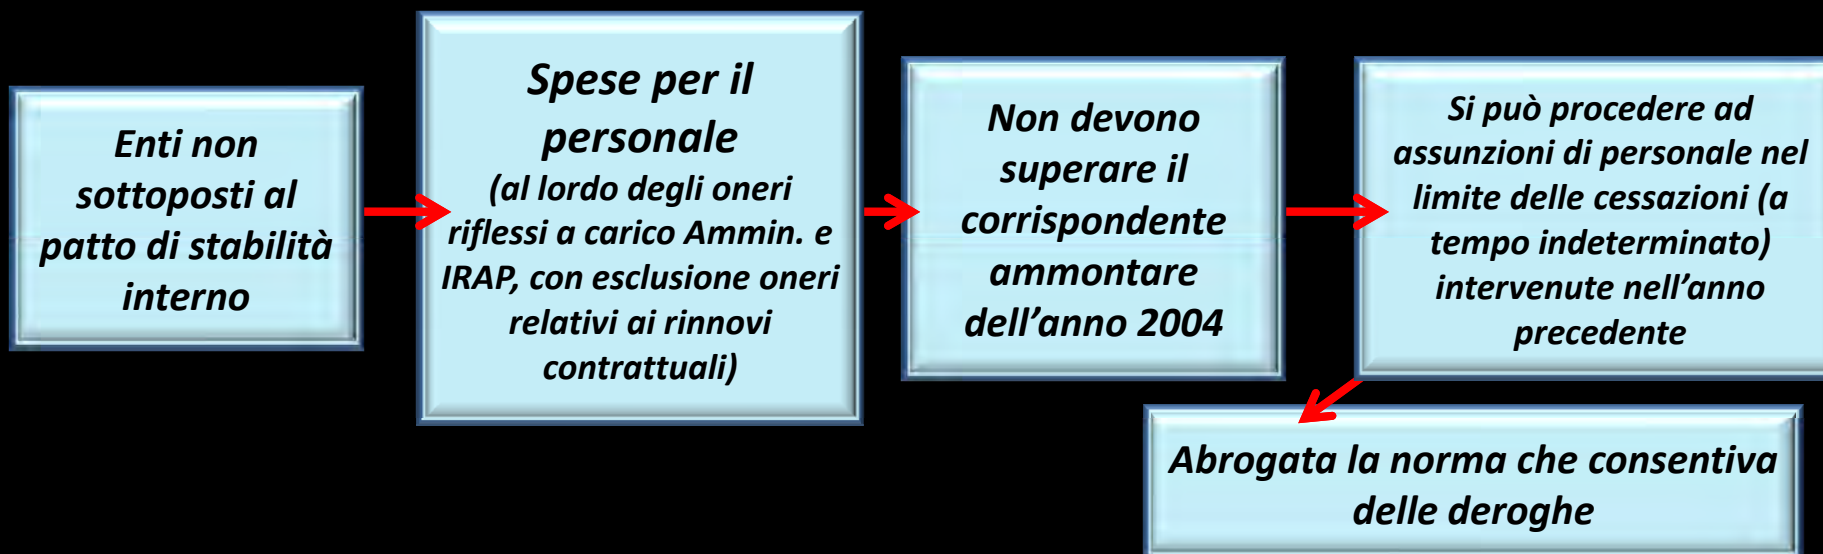 Enti non
sottoposti al
patto di stabilità
interno
Spese per il
personale
(al lordo degli oneri
riflessi a carico Ammin. e
IRAP, con esclusione oneri
relativi ai rinnovi
contrattuali)
Non devono
superare il
corrispondente
ammontare
dell’anno 2004
Si può procedere ad
assunzioni di personale nel
limite delle cessazioni (a
tempo indeterminato)
intervenute nell’anno
precedente
Abrogata la norma che consentiva
delle deroghe